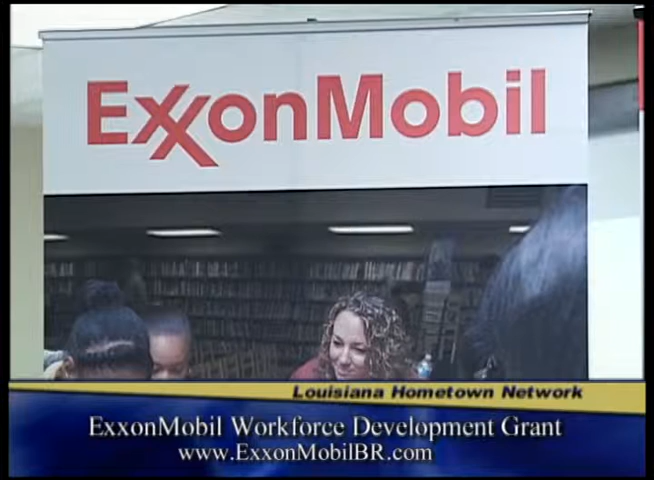 ExxonMobil
Louisiana Hometown Network
ExxonMobil Workforce Development Grant
www.ExxonMobilBR.com